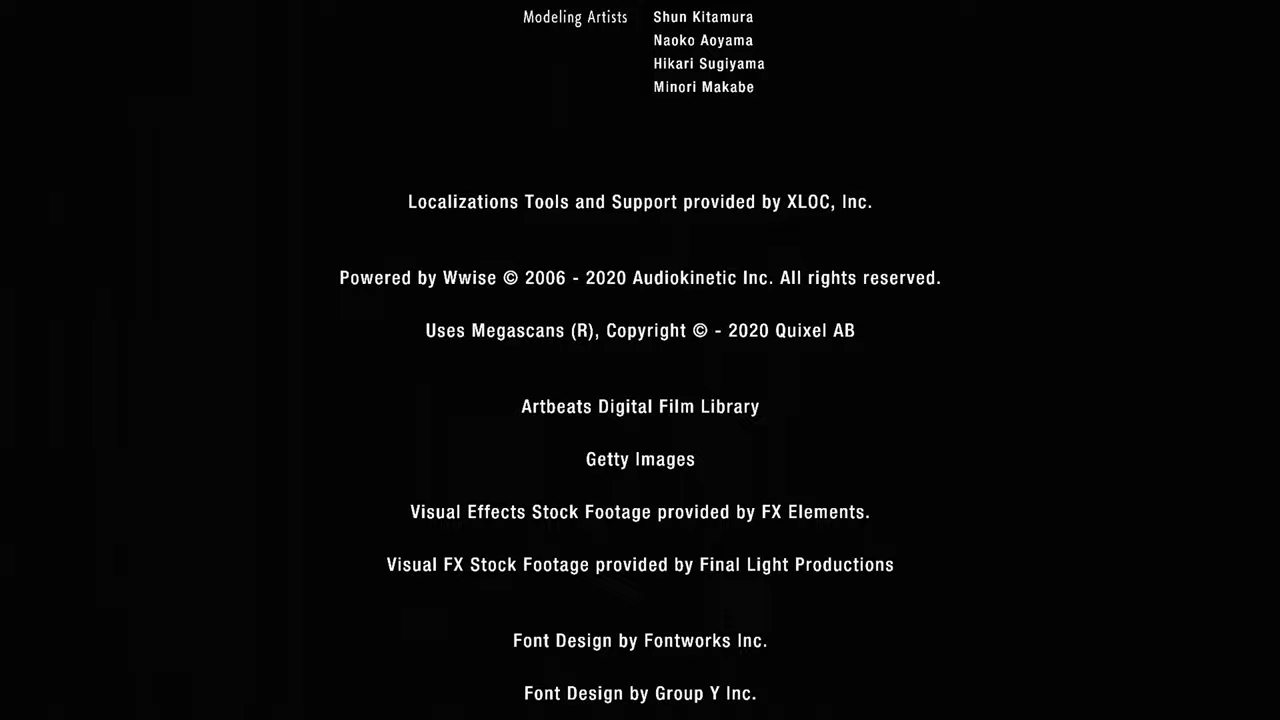 Modeling Artists Shun Kitamura
Naoko Aoyama
Hikari Sugiyama
Minori Makabe
Localizations Tools and Support provided by XLOC, Inc.
Powered by Wwise © 2006 - 2020 Audiokinetic Inc. All rights reserved.
Uses Megascans (R), Copyright © - 2020 Quixel AB
Artbeats Digital Film Library
Getty Images
Visual Effects Stock Footage provided by FX Elements.
Visual FX Stock Footage provided by Final Light Productions
Font Design by Fontworks Inc.
Font Design by Group Y Inc.